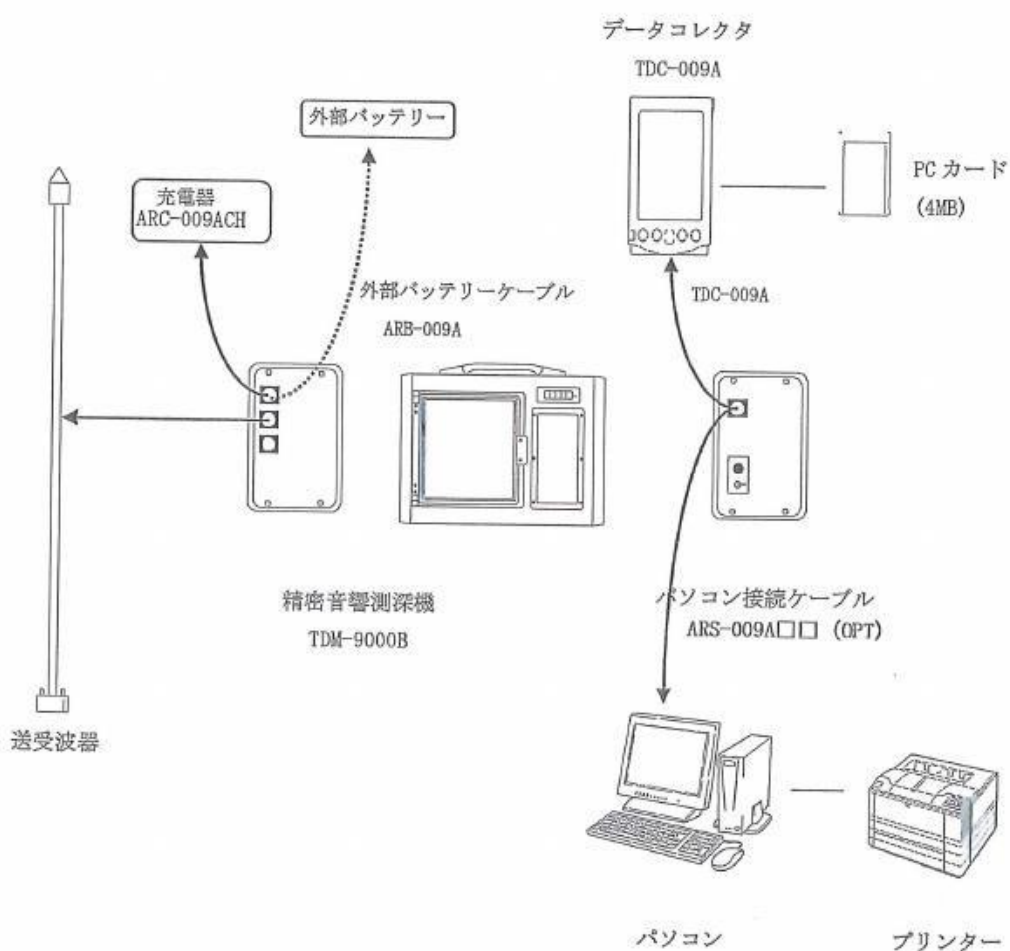 データコレクタ
TDC-009A
外部バッテリー
充電器
ARC-009ACH
PC カード
(4MB)
外部バッテリーケーブル
ARB-009A
TDC-009A
精密音響測深機
TDM-9000B
パソコン接続ケーブル
ARS-009A□□ (OPT)
送受波器
パソコン
プリンター